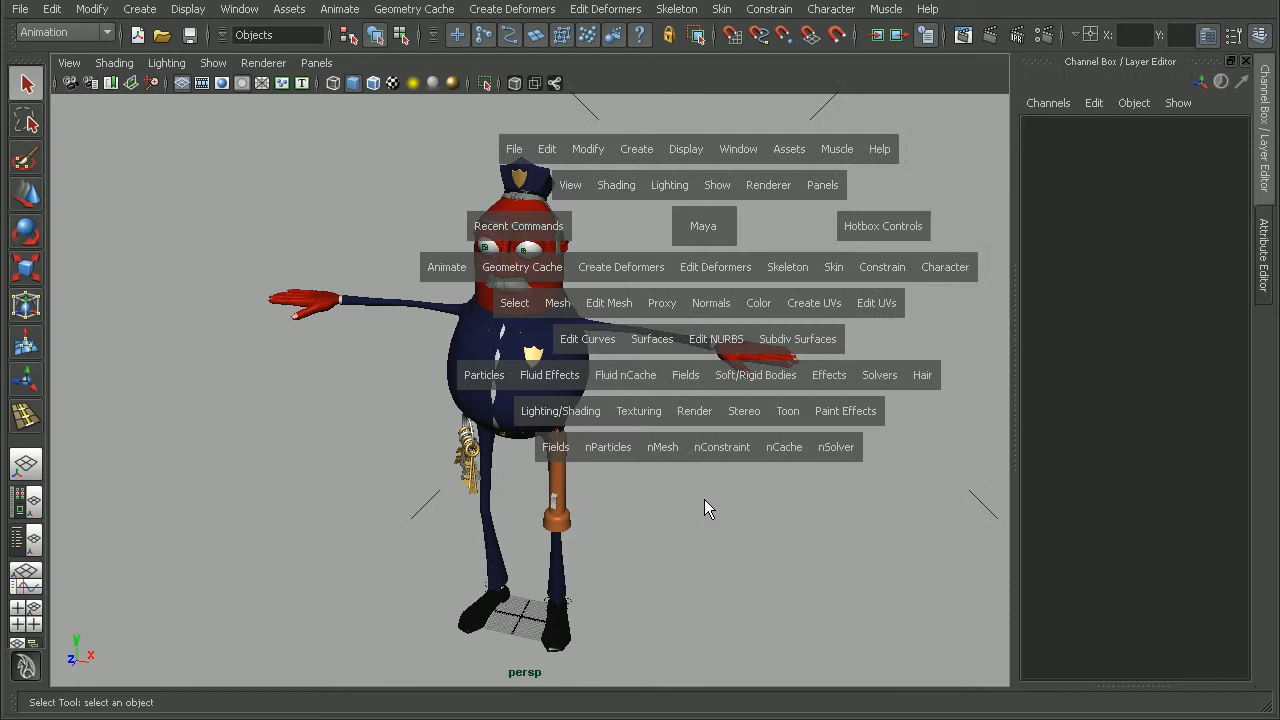 File Edit Modify Create Display Window Assets Animate Geometry Cache Create Deformers Edit Deformers Skeleton Skin Constrain Character Muscle Help
Animation Objects X: Y:
View Shading Lighting Show Renderer Panels
Channel Box / Layer Editor
Channels Edit Object Show
Channel Box / Layer Editor
Attribute Editor
File Edit Modify Create Display Window Assets Muscle Help
View Shading Lighting Show Renderer Panels
Recent Commands Maya Hotbox Controls
Animate Geometry Cache Create Deformers Edit Deformers Skeleton Skin Constrain Character
Select Mesh Edit Mesh Proxy Normals Color Create UVs Edit UVs
Edit Curves Surfaces Edit NURBS Subdiv Surfaces
Particles Fluid Effects Fluid nCache Fields Soft/Rigid Bodies Effects Solvers Hair
Lighting/Shading Texturing Render Stereo Toon Paint Effects
Fields nParticles nMesh nConstraint nCache nSolver
y
z x
persp
Select Tool: select an object